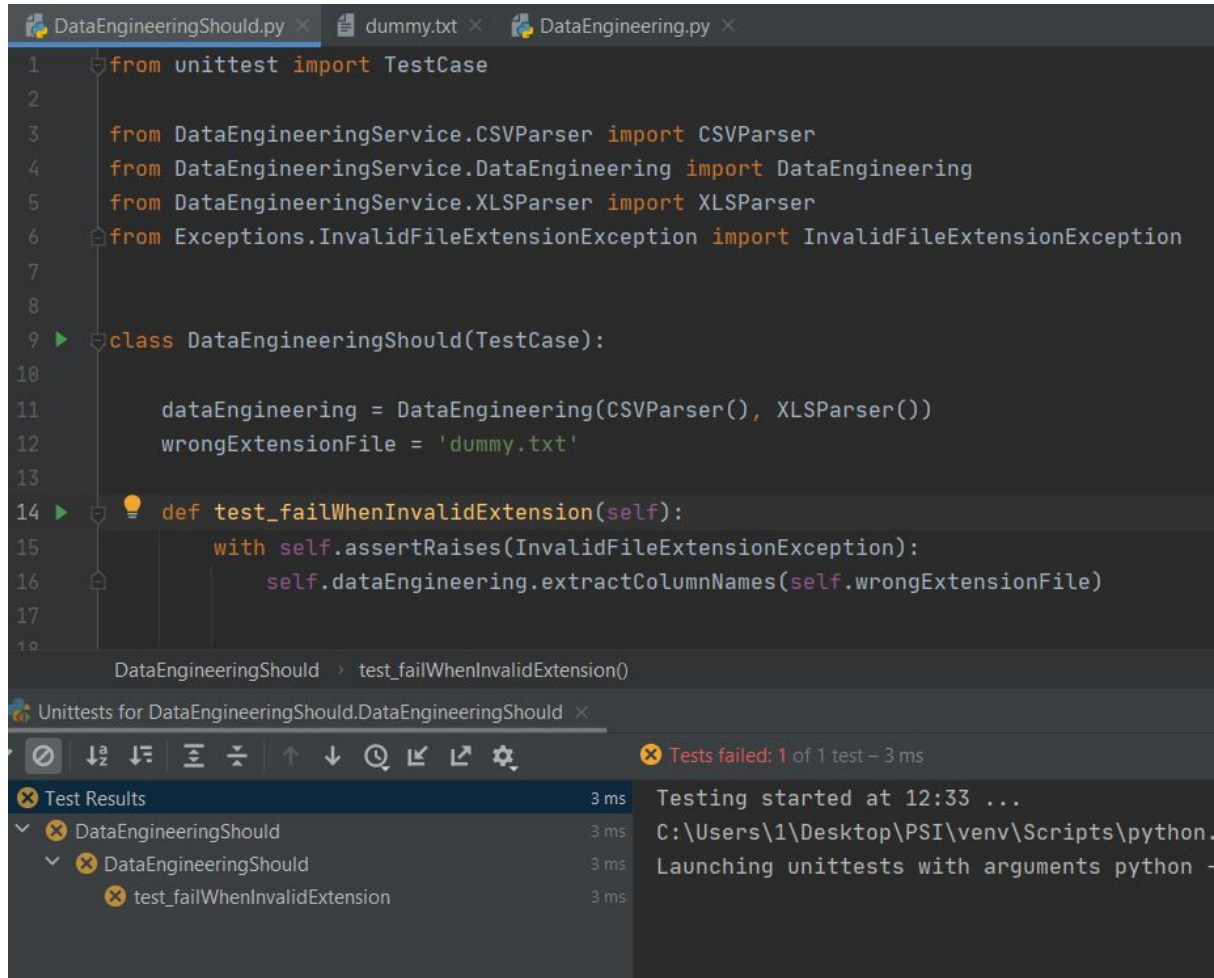 DataEngineeringShould.py dummy.txt DataEngineering.py
1 from unittest import TestCase
2
3 from DataEngineeringService.CSVParser import CSVParser
4 from DataEngineeringService.DataEngineering import DataEngineering
5 from DataEngineeringService.XLSParser import XLSParser
6 from Exceptions.InvalidFileExtensionException import InvalidFileExtensionException
7
8
9 class DataEngineeringShould(TestCase):
10
11 dataEngineering = DataEngineering(CSVParser(), XLSParser())
12 wrongExtensionFile = 'dummy.txt'
13
14 def test_failWhenInvalidExtension(self):
15 with self.assertRaises(InvalidFileExtensionException):
16 self.dataEngineering.extractColumnNames(self.wrongExtensionFile)
17
18
DataEngineeringShould › test_failWhenInvalidExtension()
Unittests for DataEngineeringShould.DataEngineeringShould
Tests failed: 1 of 1 test – 3 ms
Test Results 3 ms
DataEngineeringShould 3 ms
DataEngineeringShould 3 ms
test_failWhenInvalidExtension 3 ms
Testing started at 12:33 ...
C:\Users\1\Desktop\PSI\venv\Scripts\python.
Launching unittests with arguments python -